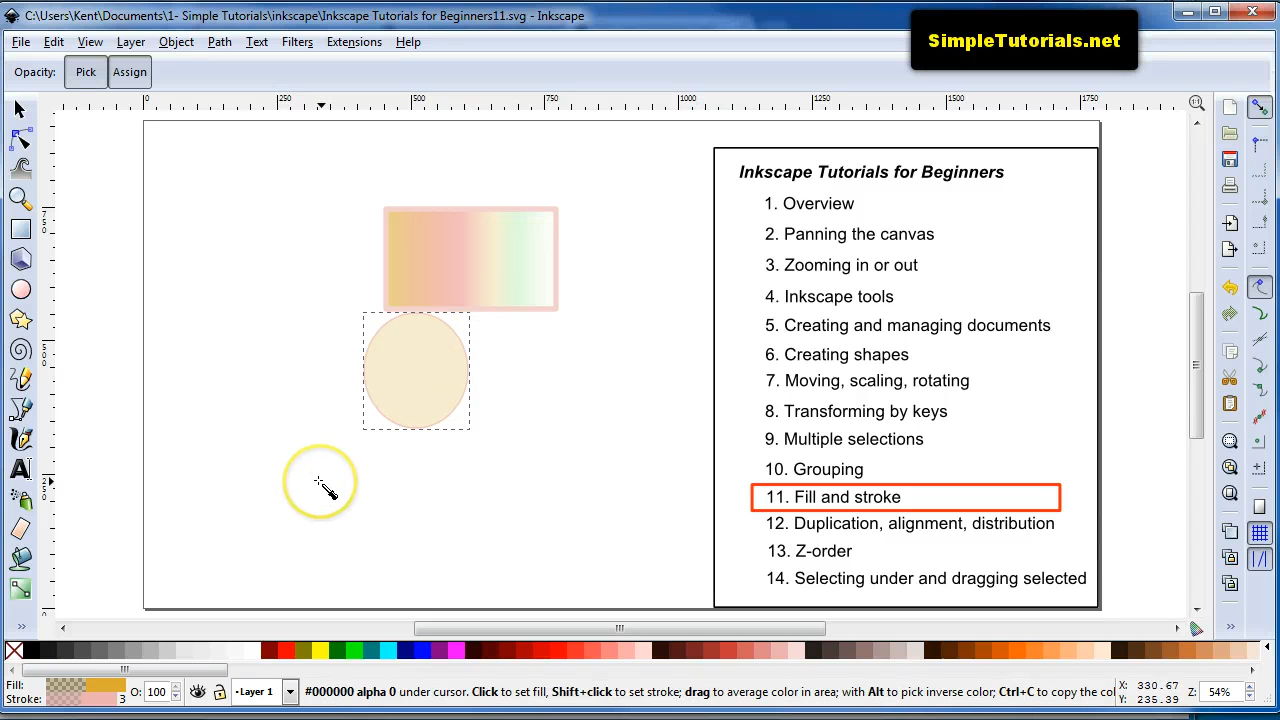 C:\Users\Kent\Documents\1- Simple Tutorials\inkscape\Inkscape Tutorials for Beginners11.svg - Inkscape
SimpleTutorials.net
File Edit View Layer Object Path Text Filters Extensions Help
Opacity: Pick Assign
0 250 500 750 1000 1250 1500 1750
Inkscape Tutorials for Beginners
1. Overview
2. Panning the canvas
3. Zooming in or out
4. Inkscape tools
5. Creating and managing documents
6. Creating shapes
7. Moving, scaling, rotating
8. Transforming by keys
9. Multiple selections
10. Grouping
11. Fill and stroke
12. Duplication, alignment, distribution
13. Z-order
14. Selecting under and dragging selected
750
500
250
0
Fill:
Stroke: 3
O: 100
Layer 1
#000000 alpha 0 under cursor. Click to set fill, Shift+click to set stroke; drag to average color in area; with Alt to pick inverse color; Ctrl+C to copy the co
X: 330.67
Y: 235.39
Z: 54%